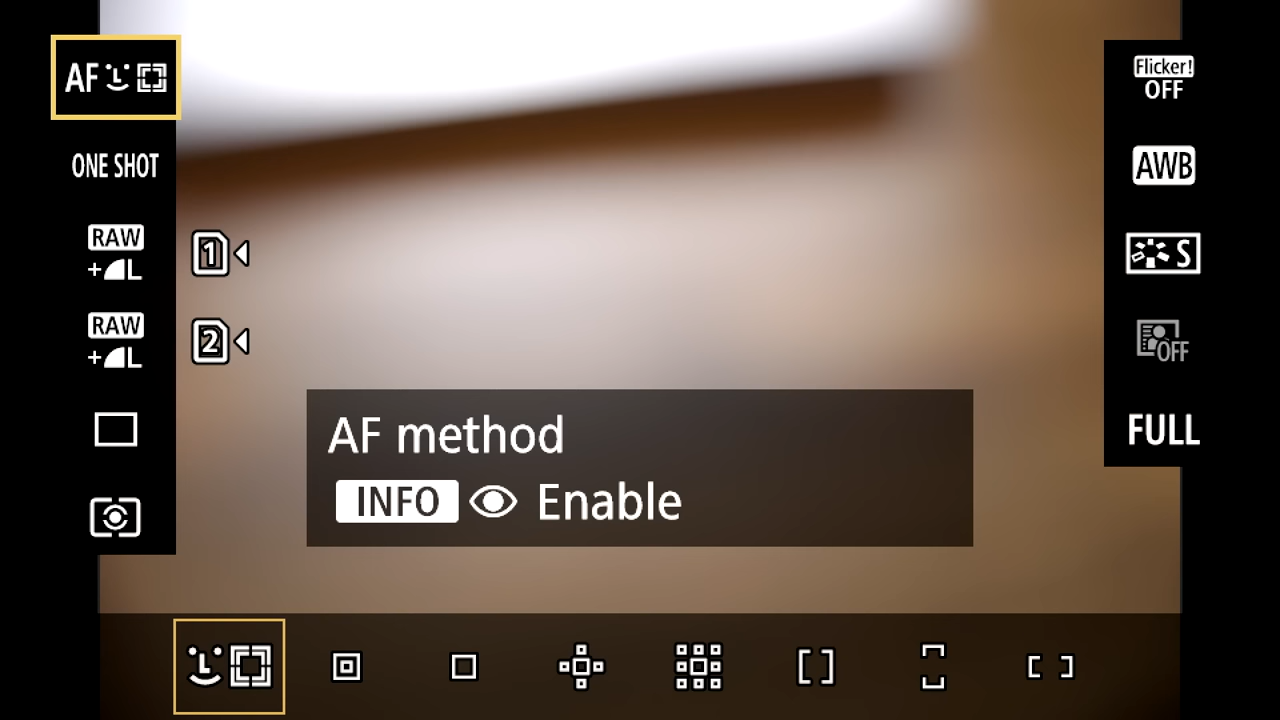 AF
ONE SHOT
RAW
+L
1
RAW
+L
2
Flicker!
OFF
AWB
S
OFF
FULL
AF method
INFO Enable